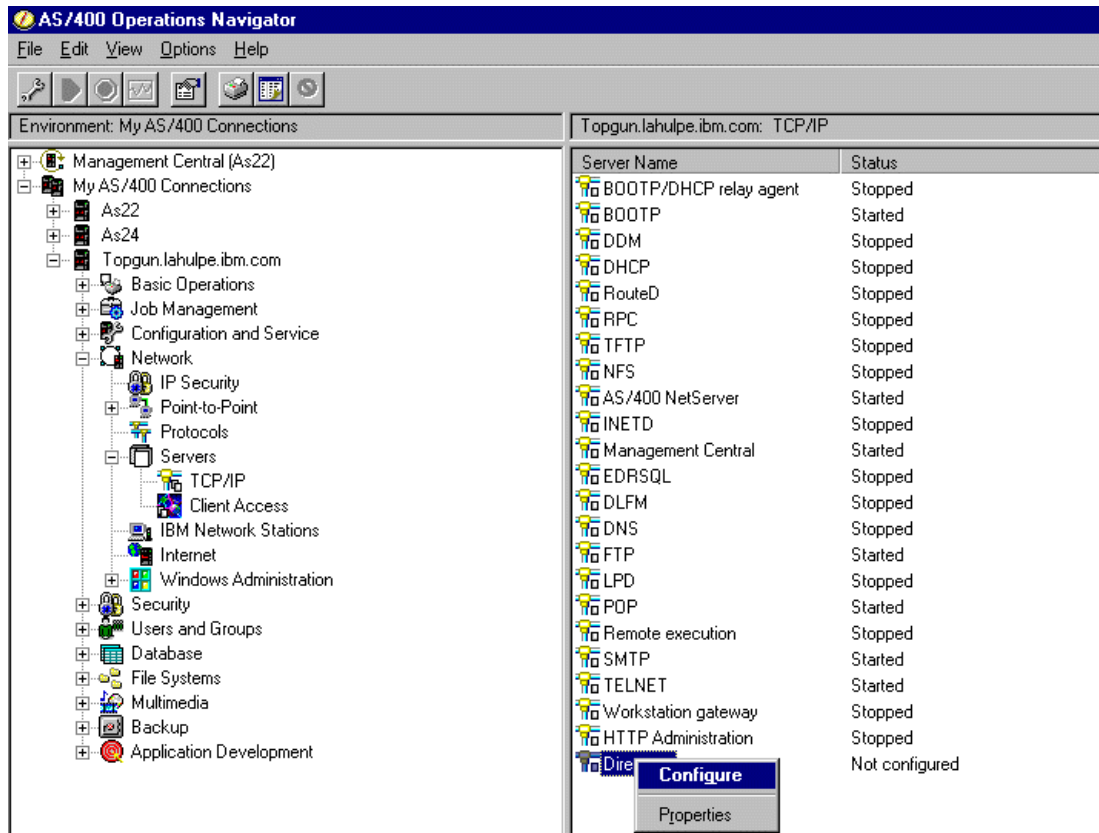 AS/400 Operations Navigator
File Edit View Options Help
Environment: My AS/400 Connections
Topgun.lahulpe.ibm.com: TCP/IP
Management Central (As22)
My AS/400 Connections
As22
As24
Topgun.lahulpe.ibm.com
Basic Operations
Job Management
Configuration and Service
Network
IP Security
Point-to-Point
Protocols
Servers
TCP/IP
Client Access
IBM Network Stations
Internet
Windows Administration
Security
Users and Groups
Database
File Systems
Multimedia
Backup
Application Development
Server Name Status
BOOTP/DHCP relay agent Stopped
BOOTP Started
DDM Stopped
DHCP Stopped
RouteD Stopped
RPC Stopped
TFTP Stopped
NFS Stopped
AS/400 NetServer Started
INETD Stopped
Management Central Started
EDRSQL Stopped
DLFM Stopped
DNS Stopped
FTP Started
LPD Stopped
POP Started
Remote execution Stopped
SMTP Started
TELNET Started
Workstation gateway Stopped
HTTP Administration Stopped
Dire Not configured
Configure
Properties